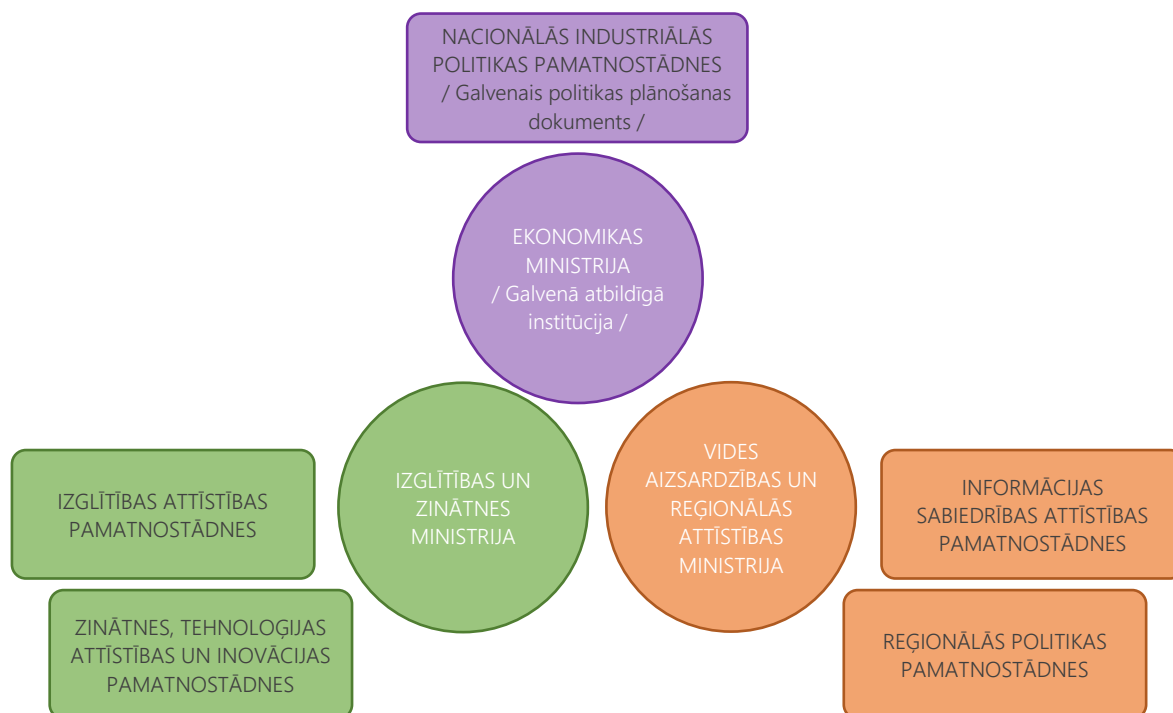 NACIONĀLĀS INDUSTRIĀLĀS
POLITIKAS PAMATNOSTĀDNES
/ Galvenais politikas plānošanas
dokuments /
EKONOMIKAS
MINISTRIJA
/ Galvenā atbildīgā
institūcija /
IZGLĪTĪBAS UN
ZINĀTNES
MINISTRIJA
VIDES
AIZSARDZĪBAS UN
REĢIONĀLĀS
ATTĪSTĪBAS
MINISTRIJA
IZGLĪTĪBAS ATTĪSTĪBAS
PAMATNOSTĀDNES
ZINĀTNES, TEHNOLOĢIJAS
ATTĪSTĪBAS UN INOVĀCIJAS
PAMATNOSTĀDNES
INFORMĀCIJAS
SABIEDRĪBAS ATTĪSTĪBAS
PAMATNOSTĀDNES
REĢIONĀLĀS POLITIKAS
PAMATNOSTĀDNES